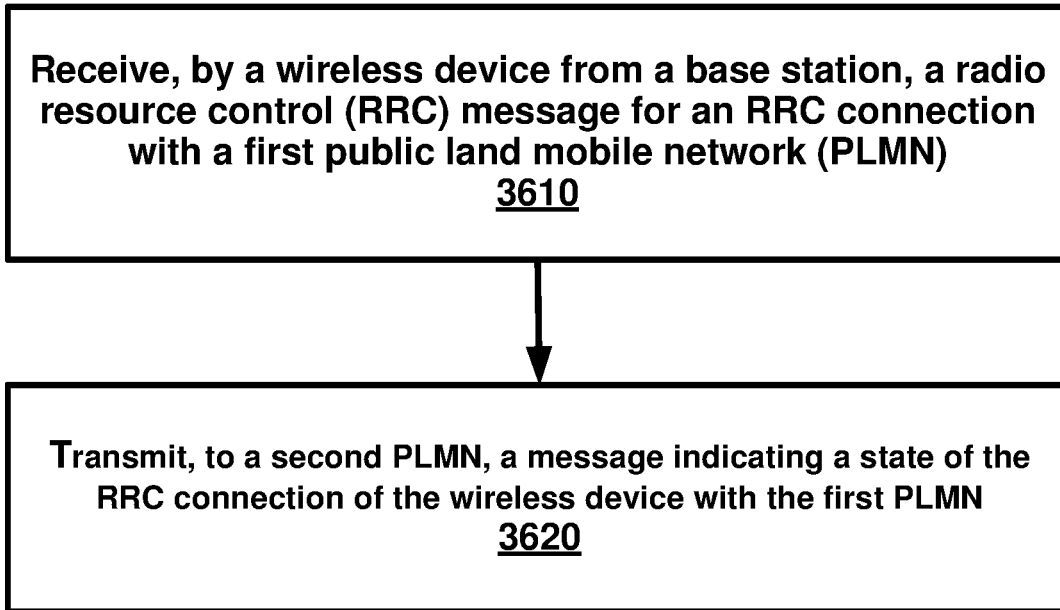 Receive, by a wireless device from a base station, a radio
resource control (RRC) message for an RRC connection
with a first public land mobile network (PLMN)
3610
Transmit, to a second PLMN, a message indicating a state of the
RRC connection of the wireless device with the first PLMN
3620